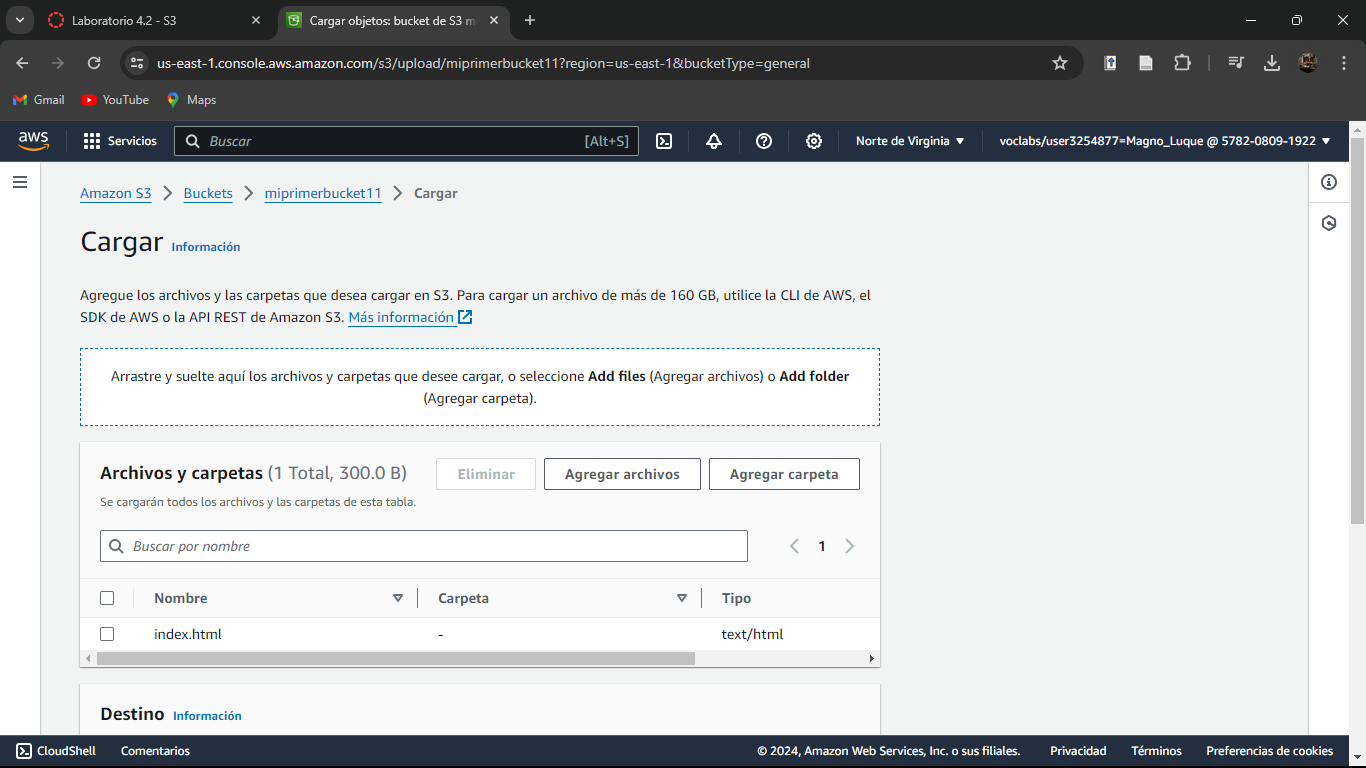 Laboratorio 4.2 - S3
Cargar objetos: bucket de S3 m
us-east-1.console.aws.amazon.com/s3/upload/miprimerbucket11?region=us-east-1&bucketType=general
Gmail
YouTube
Maps
aws
Servicios
Buscar
[Alt+S]
Norte de Virginia
voclabs/user3254877=Magno_Luque @ 5782-0809-1922
Amazon S3 > Buckets > miprimerbucket11 > Cargar
Cargar Información
Agregue los archivos y las carpetas que desea cargar en S3. Para cargar un archivo de más de 160 GB, utilice la CLI de AWS, el
SDK de AWS o la API REST de Amazon S3. Más información
Arrastre y suelte aquí los archivos y carpetas que desee cargar, o seleccione Add files (Agregar archivos) o Add folder
(Agregar carpeta).
Archivos y carpetas (1 Total, 300.0 B)
Eliminar
Agregar archivos
Agregar carpeta
Se cargarán todos los archivos y las carpetas de esta tabla.
Buscar por nombre
1
Nombre
Carpeta
Tipo
index.html
-
text/html
Destino Información
CloudShell
Comentarios
© 2024, Amazon Web Services, Inc. o sus filiales.
Privacidad
Términos
Preferencias de cookies